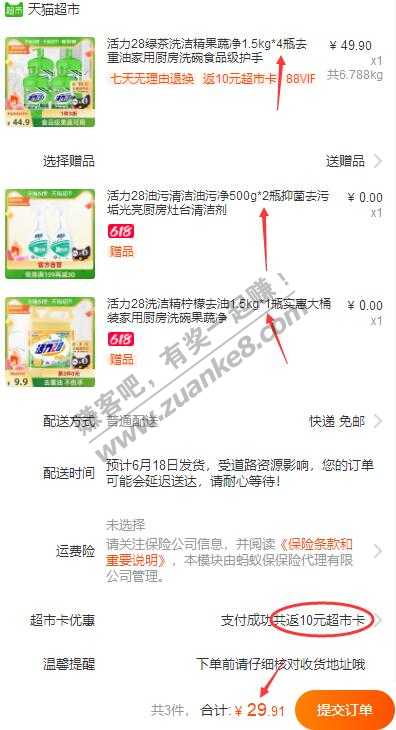 超市 天猫超市
活力28绿茶洗洁精果蔬净1.5kg*4瓶去
重油家用厨房洗碗食品级护手
¥ 49.90
x1
七天无理由退换 返10元超市卡 88VIF
共6.788kg
44.9
选择赠品
送赠品
活力28油污清洁油污净500g*2瓶抑菌去污
垢光亮厨房灶台清洁剂
¥ 0.00
x1
618
赠品
活力28洗洁精柠檬去油1.5kg*1瓶实惠大桶
装家用厨房洗碗果蔬净
¥ 0.00
x1
618
赠品
活力28
9.9
赚客吧，有奖一起赚！
www.zuanke8.com
配送方式
普通配送
快递 免邮
配送时间
预计6月18日发货，受道路资源影响，您的订单
可能会延迟送达，请耐心等待！
运费险
未选择
请关注保险公司信息，并阅读《保险条款和
重要说明》，本模块由蚂蚁保保险代理有限
公司管理。
超市卡优惠
支付成功共返10元超市卡
温馨提醒
下单前请仔细核对收货地址哦
共3件，合计: ¥ 29.91
提交订单